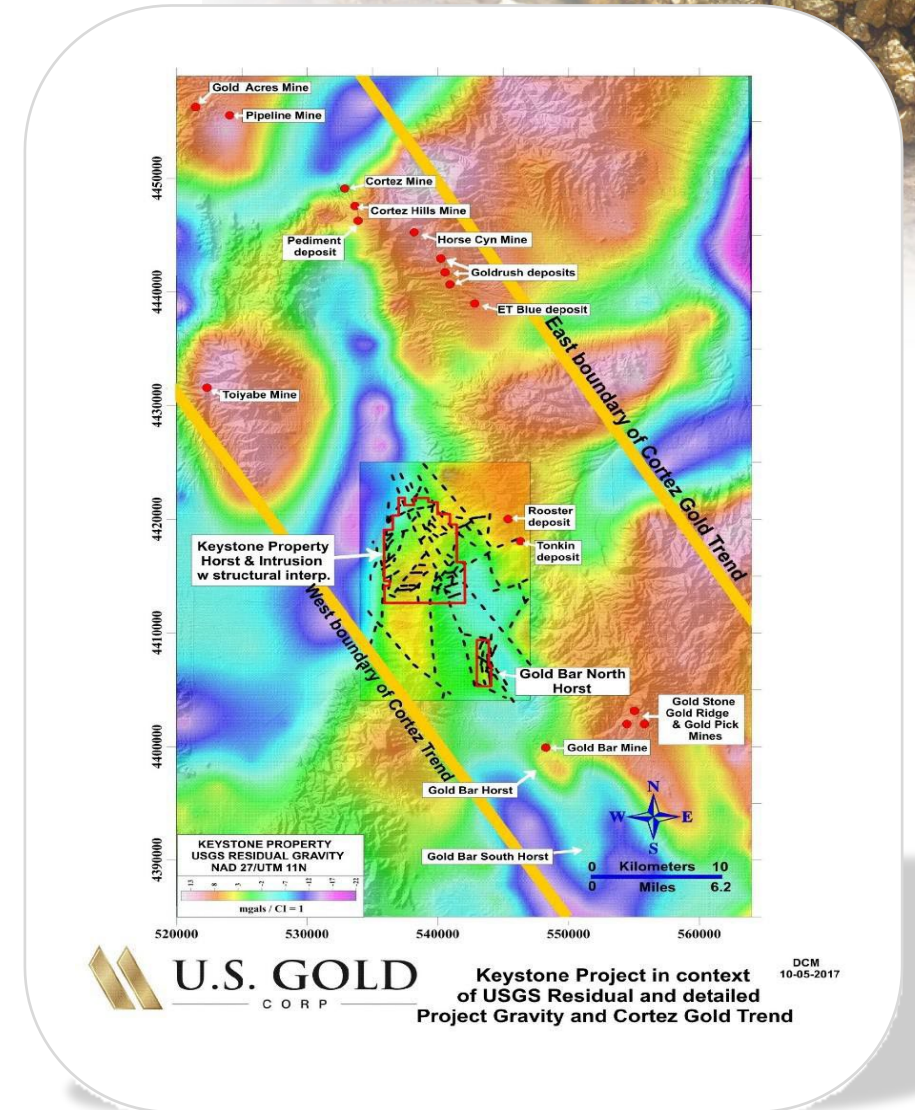 Gold Acres Mine
Pipeline Mine
Cortez Mine
Cortez Hills Mine
Pediment
deposit
Horse Cyn Mine
Goldrush deposits
ET Blue deposit
East boundary of Cortez Gold Trend
Toiyabe Mine
Rooster
deposit
Tonkin
deposit
Keystone Property
Horst & Intrusion
w structural interp.
West boundary of Cortez Trend
Gold Bar North
Horst
Gold Stone
Gold Ridge
& Gold Pick
Mines
Gold Bar Mine
Gold Bar Horst
Gold Bar South Horst
N
W E
S
0 Kilometers 10
0 Miles 6.2
KEYSTONE PROPERTY
USGS RESIDUAL GRAVITY
NAD 27/UTM 11N
mgals / CI = 1
4450000
4440000
4430000
4420000
4410000
4400000
4390000
520000 530000 540000 550000 560000
U.S. GOLD
CORP
Keystone Project in context
of USGS Residual and detailed
Project Gravity and Cortez Gold Trend
DCM
10-05-2017